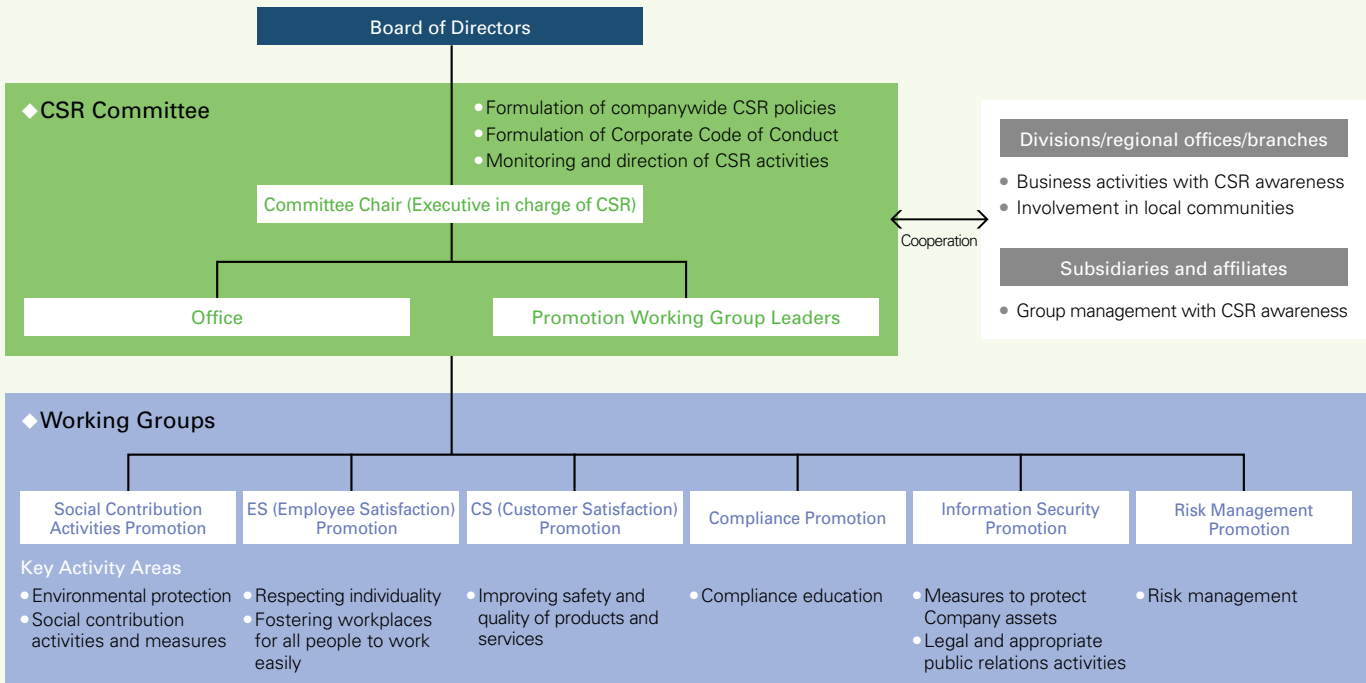 Board of Directors
◆CSR Committee
• Formulation of companywide CSR policies
• Formulation of Corporate Code of Conduct
• Monitoring and direction of CSR activities
Committee Chair (Executive in charge of CSR)
Office
Promotion Working Group Leaders
Cooperation
Divisions/regional offices/branches
• Business activities with CSR awareness
• Involvement in local communities
Subsidiaries and affiliates
• Group management with CSR awareness
◆Working Groups
Social Contribution
Activities Promotion
ES (Employee Satisfaction)
Promotion
CS (Customer Satisfaction)
Promotion
Compliance Promotion
Information Security
Promotion
Risk Management
Promotion
Key Activity Areas
• Environmental protection
• Social contribution
activities and measures
• Respecting individuality
• Fostering workplaces
for all people to work
easily
• Improving safety and
quality of products and
services
• Compliance education
• Measures to protect
Company assets
• Legal and appropriate
public relations activities
• Risk management